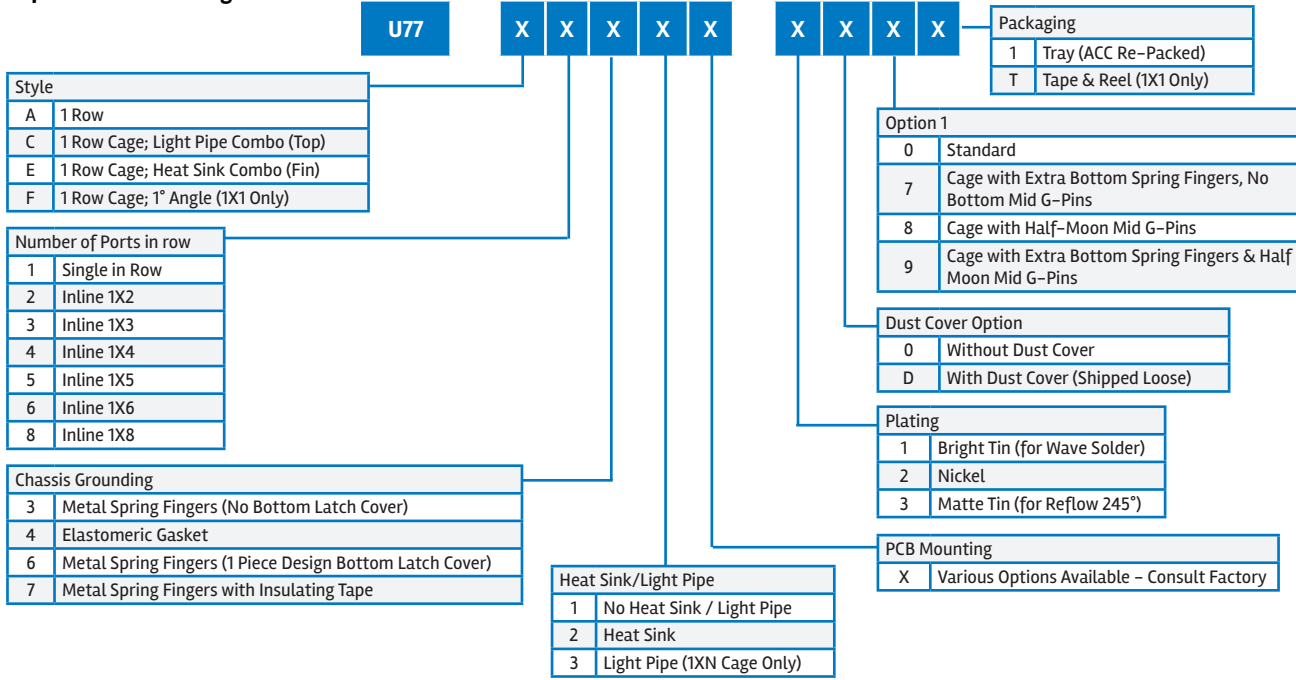 U77 X X X X X X X X X
Packaging
1 Tray (ACC Re-Packed)
T Tape & Reel (1X1 Only)
Style
A 1 Row
C 1 Row Cage; Light Pipe Combo (Top)
E 1 Row Cage; Heat Sink Combo (Fin)
F 1 Row Cage; 1° Angle (1X1 Only)
Option 1
0 Standard
7 Cage with Extra Bottom Spring Fingers, No
Bottom Mid G-Pins
8 Cage with Half-Moon Mid G-Pins
9 Cage with Extra Bottom Spring Fingers & Half
Moon Mid G-Pins
Number of Ports in row
1 Single in Row
2 Inline 1X2
3 Inline 1X3
4 Inline 1X4
5 Inline 1X5
6 Inline 1X6
8 Inline 1X8
Dust Cover Option
0 Without Dust Cover
D With Dust Cover (Shipped Loose)
Plating
1 Bright Tin (for Wave Solder)
2 Nickel
3 Matte Tin (for Reflow 245°)
Chassis Grounding
3 Metal Spring Fingers (No Bottom Latch Cover)
4 Elastomeric Gasket
6 Metal Spring Fingers (1 Piece Design Bottom Latch Cover)
7 Metal Spring Fingers with Insulating Tape
PCB Mounting
X Various Options Available - Consult Factory
Heat Sink/Light Pipe
1 No Heat Sink / Light Pipe
2 Heat Sink
3 Light Pipe (1XN Cage Only)